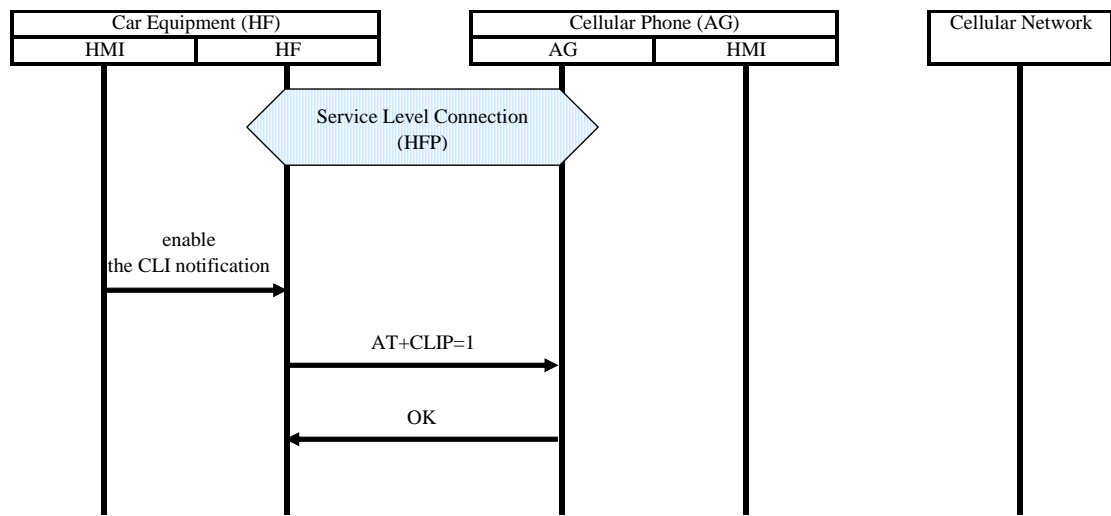 Car Equipment (HF)
HMI
HF
Cellular Phone (AG)
AG
HMI
Cellular Network
Service Level Connection
(HFP)
enable
the CLI notification
AT+CLIP=1
OK